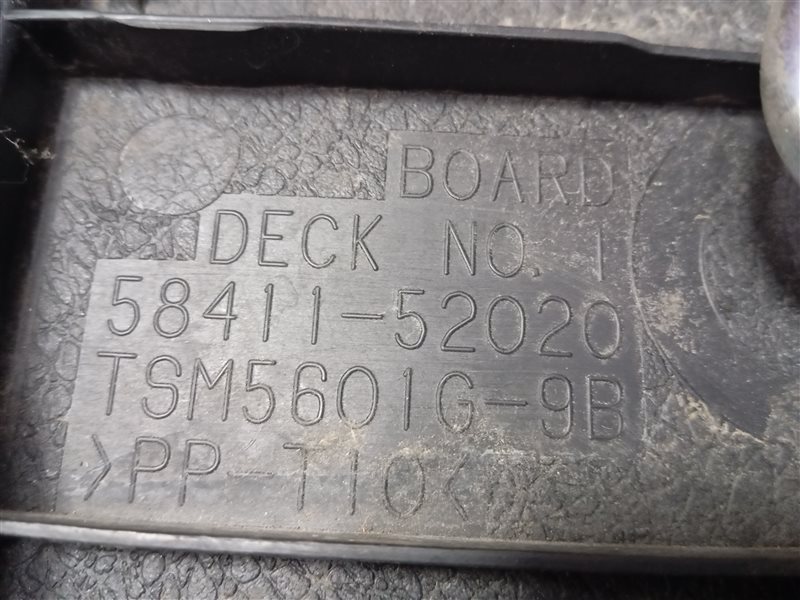 BOARD
DECK NO. 1
58411-52020
TSM5601G-9B
>PP-T10<